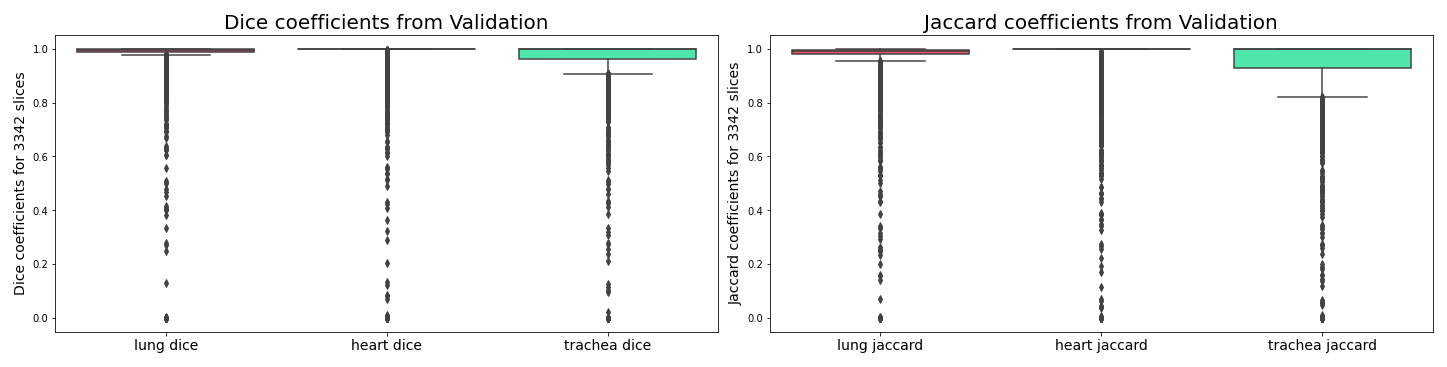 Dice coefficients from Validation
Dice coefficients for 3342 slices
1.0
0.8
0.6
0.4
0.2
0.0
lung dice
heart dice
trachea dice
Jaccard coefficients from Validation
Jaccard coefficients for 3342 slices
1.0
0.8
0.6
0.4
0.2
0.0
lung jaccard
heart jaccard
trachea jaccard